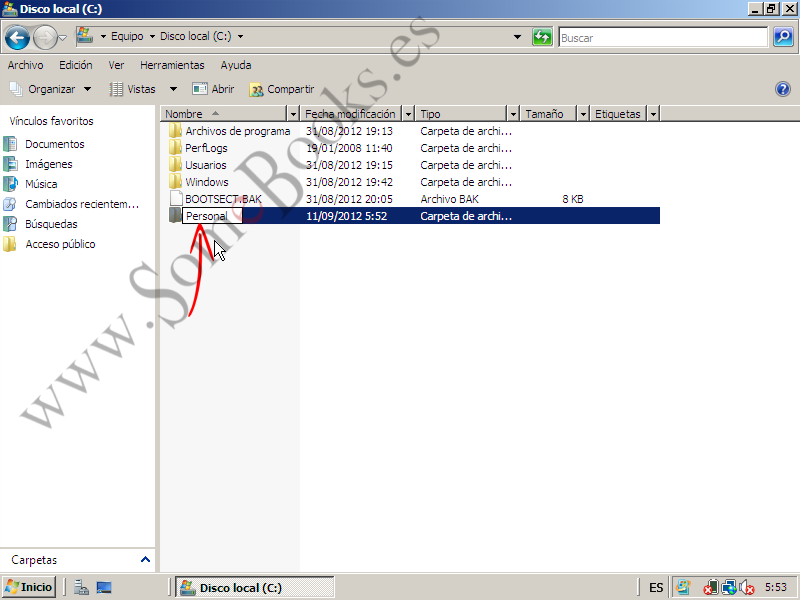 Disco local (C:)
Equipo Disco local (C:)
Buscar
Archivo Edición Ver Herramientas Ayuda
Organizar Vistas Abrir Compartir
Vínculos favoritos
Documentos
Imágenes
Música
Cambiados recientem...
Búsquedas
Acceso público
Carpetas
Nombre Fecha modificación Tipo Tamaño Etiquetas
Archivos de programa 31/08/2012 19:13 Carpeta de archi...
PerfLogs 19/01/2008 11:40 Carpeta de archi...
Usuarios 31/08/2012 19:15 Carpeta de archi...
Windows 31/08/2012 19:42 Carpeta de archi...
BOOTSECT.BAK 31/08/2012 20:05 Archivo BAK 8 KB
Personal 11/09/2012 5:52 Carpeta de archi...
www.SomeBooks.es
Inicio Disco local (C:) ES 5:53